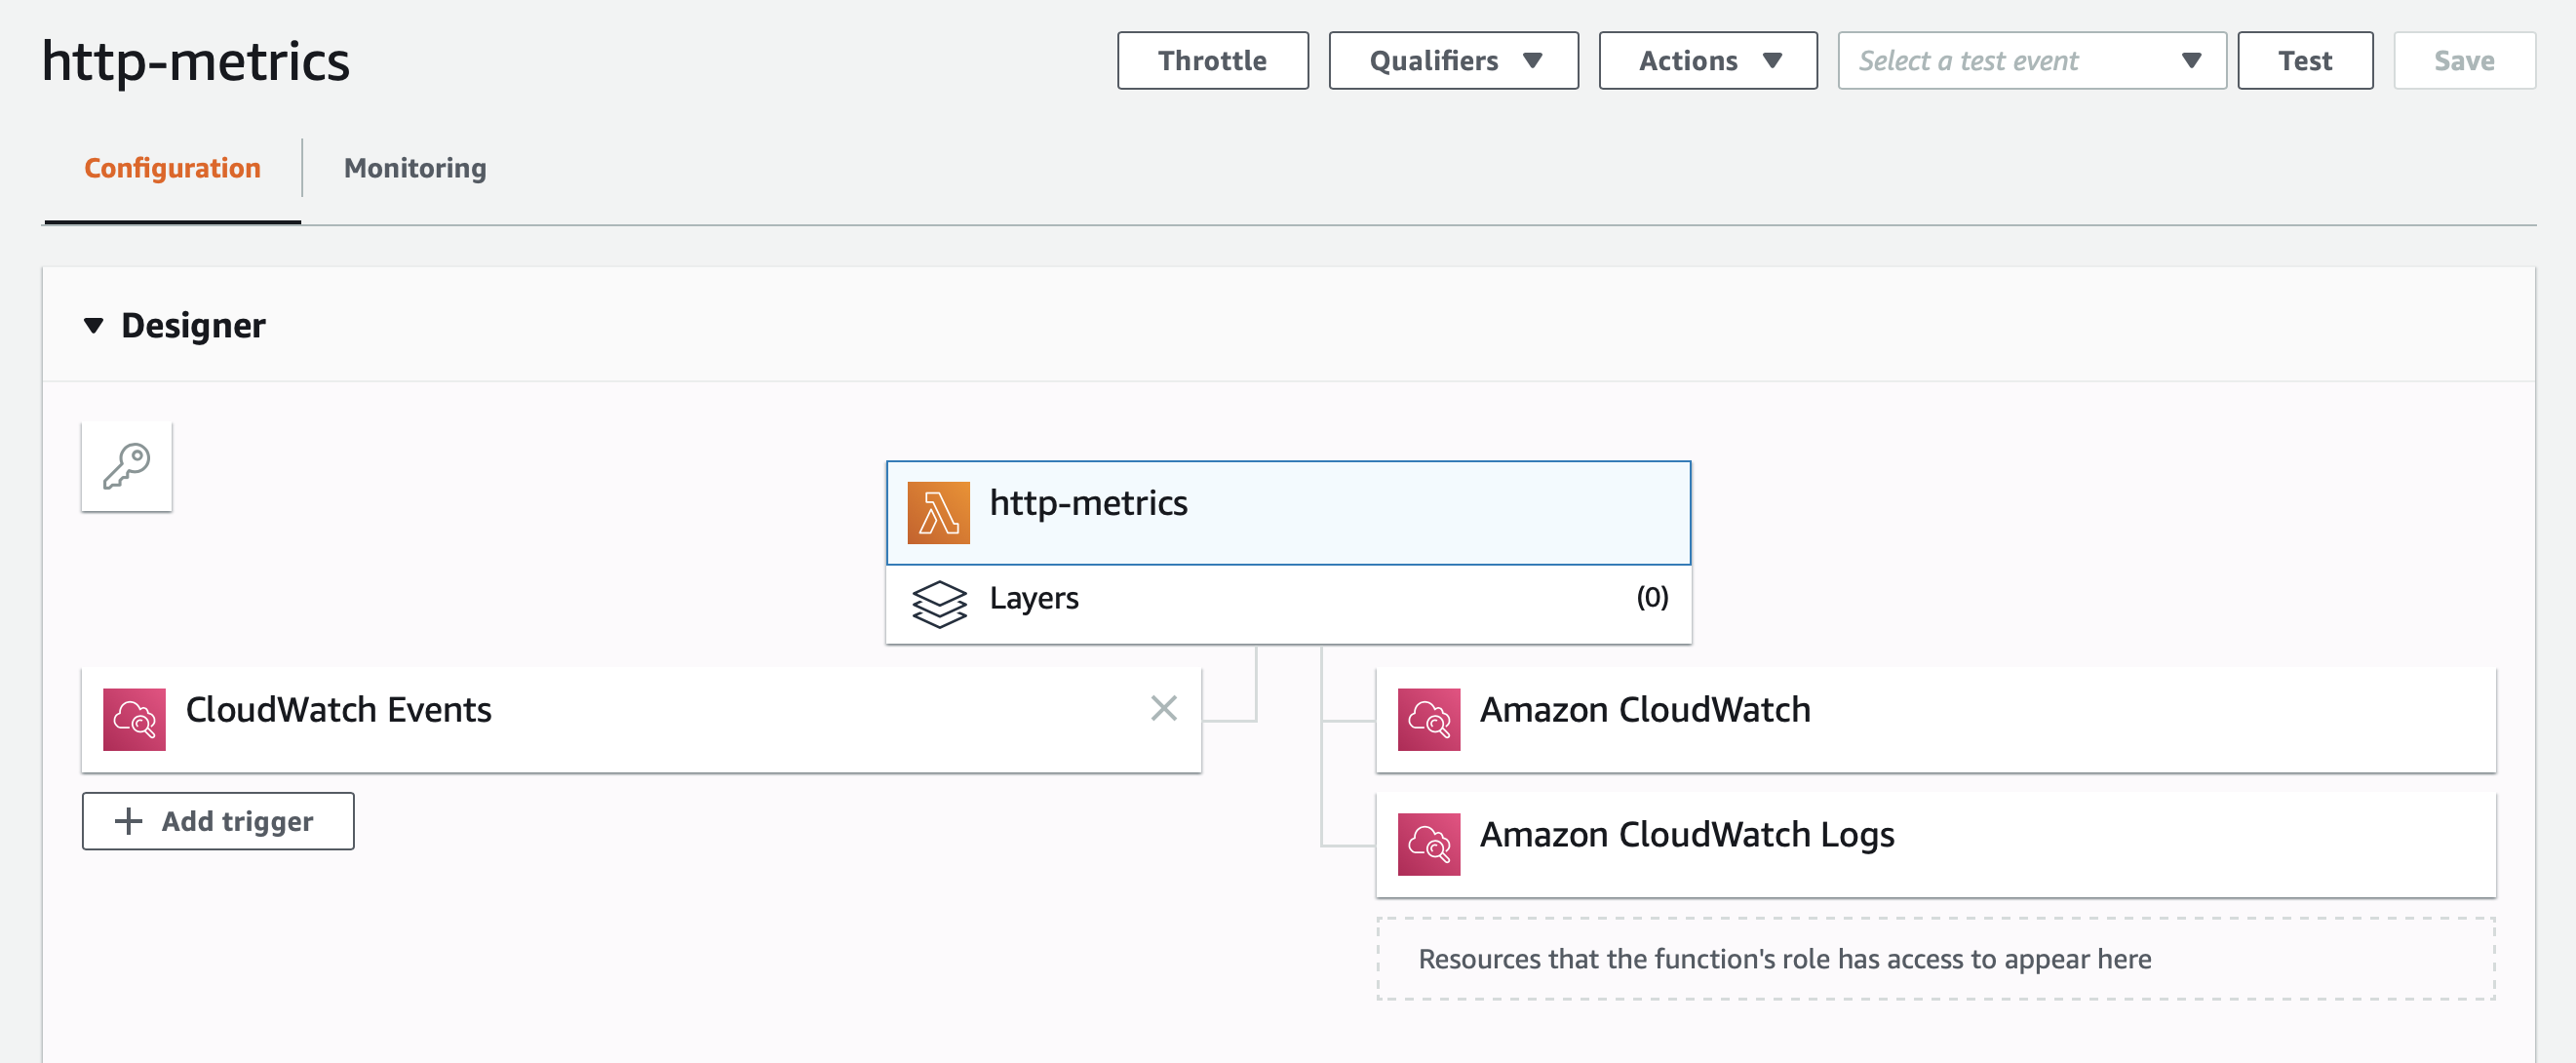 http-metrics
Throttle
Qualifiers
Actions
Select a test event
Test
Save
Configuration
Monitoring
Designer
http-metrics
Layers
(0)
CloudWatch Events
Add trigger
Amazon CloudWatch
Amazon CloudWatch Logs
Resources that the function's role has access to appear here